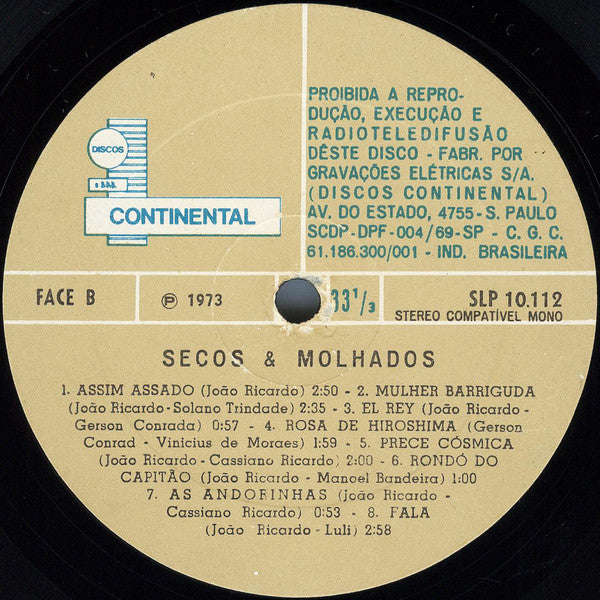 DISCOS
CONTINENTAL
PROIBIDA A REPRO-
DUÇÃO, EXECUÇÃO E
RADIOTELEDIFUSÃO
DÊSTE DISCO - FABR. POR
GRAVAÇÕES ELÉTRICAS S/A.
(DISCOS CONTINENTAL)
AV. DO ESTADO, 4755 - S. PAULO
SCDP-DPF-004/69-SP - C. G. C.
61.186.300/001 - IND. BRASILEIRA
FACE B
Ⓟ 1973
33 1/3
SLP 10.112
STEREO COMPATÍVEL MONO
SECOS & MOLHADOS
1. ASSIM ASSADO (João Ricardo) 2:50 - 2. MULHER BARRIGUDA
(João Ricardo-Solano Trindade) 2:35 - 3. EL REY (João Ricardo-
Gerson Conrada) 0:57 - 4. ROSA DE HIROSHIMA (Gerson
Conrad - Vinicius de Moraes) 1:59 - 5. PRECE CÓSMICA
(João Ricardo - Cassiano Ricardo) 2:00 - 6. RONDÓ DO
CAPITÃO (João Ricardo - Manoel Bandeira) 1:00
7. AS ANDORINHAS (João Ricardo -
Cassiano Ricardo) 0:53 - 8. FALA
(João Ricardo - Luli) 2:58